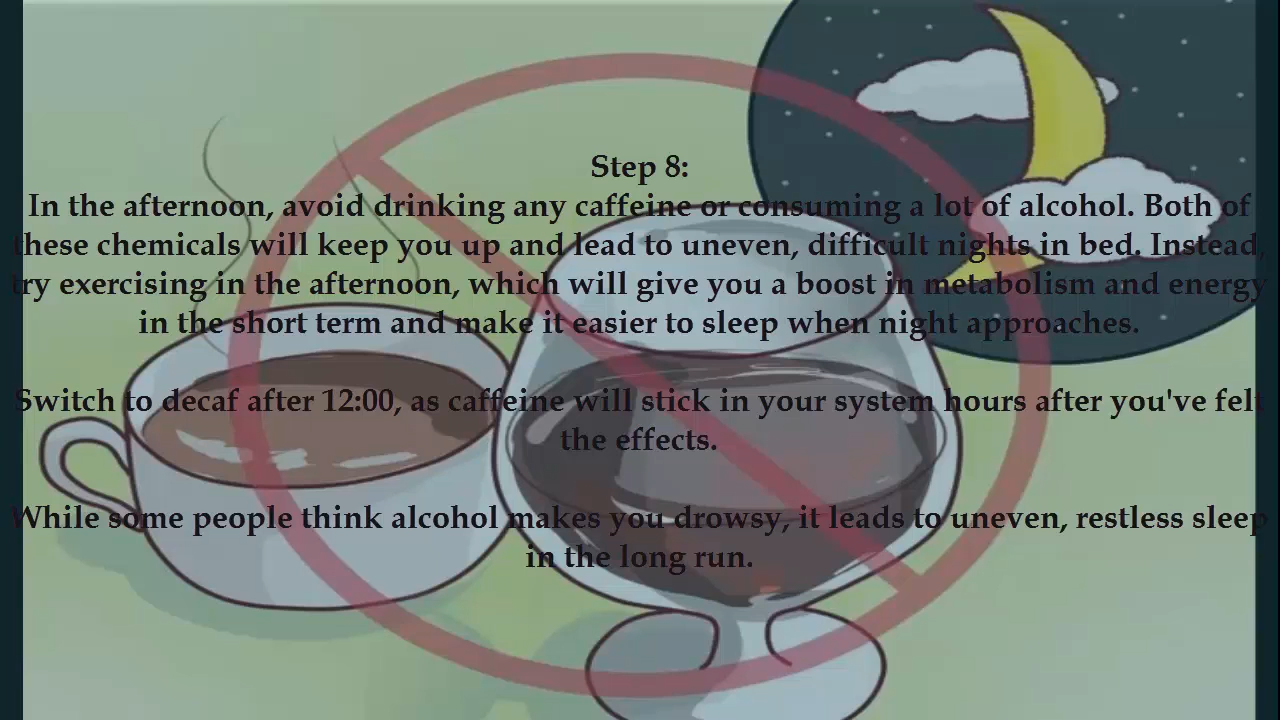 Step 8:
In the afternoon, avoid drinking any caffeine or consuming a lot of alcohol. Both of
these chemicals will keep you up and lead to uneven, difficult nights in bed. Instead,
try exercising in the afternoon, which will give you a boost in metabolism and energy
in the short term and make it easier to sleep when night approaches.
Switch to decaf after 12:00, as caffeine will stick in your system hours after you've felt
the effects.
While some people think alcohol makes you drowsy, it leads to uneven, restless sleep
in the long run.